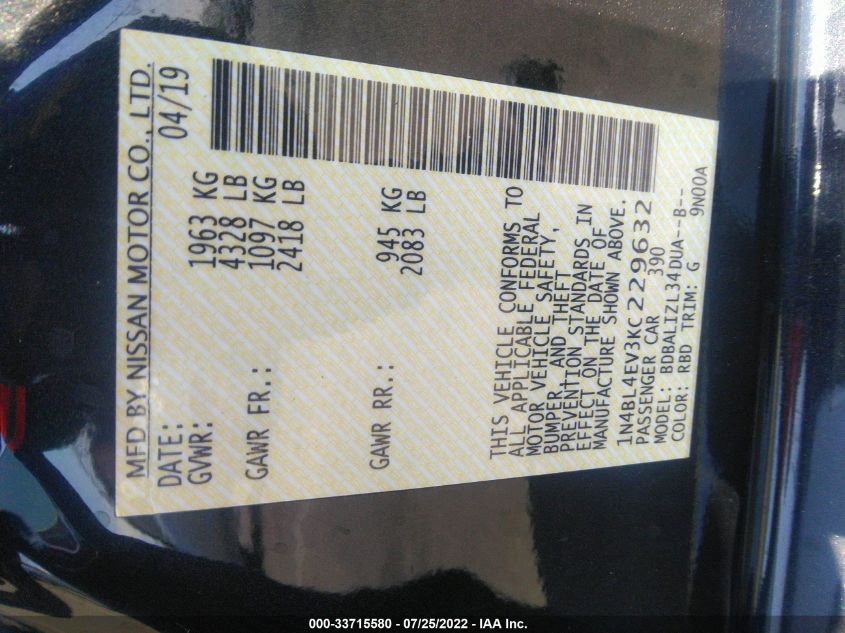 MFD BY NISSAN MOTOR CO., LTD.
DATE: 04/19
GVWR: 1963 KG
4328 LB
GAWR FR.: 1097 KG
2418 LB
GAWR RR.: 945 KG
2083 LB
THIS VEHICLE CONFORMS TO
ALL APPLICABLE FEDERAL
MOTOR VEHICLE SAFETY,
BUMPER AND THEFT
PREVENTION STANDARDS IN
EFFECT ON THE DATE OF
MANUFACTURE SHOWN ABOVE.
1N4BL4EV3KC229632
PASSENGER CAR 390
MODEL: BDBALIZL34DUA--B--
COLOR: RBD TRIM: G 9N00A
000-33715580 - 07/25/2022 - IAA Inc.